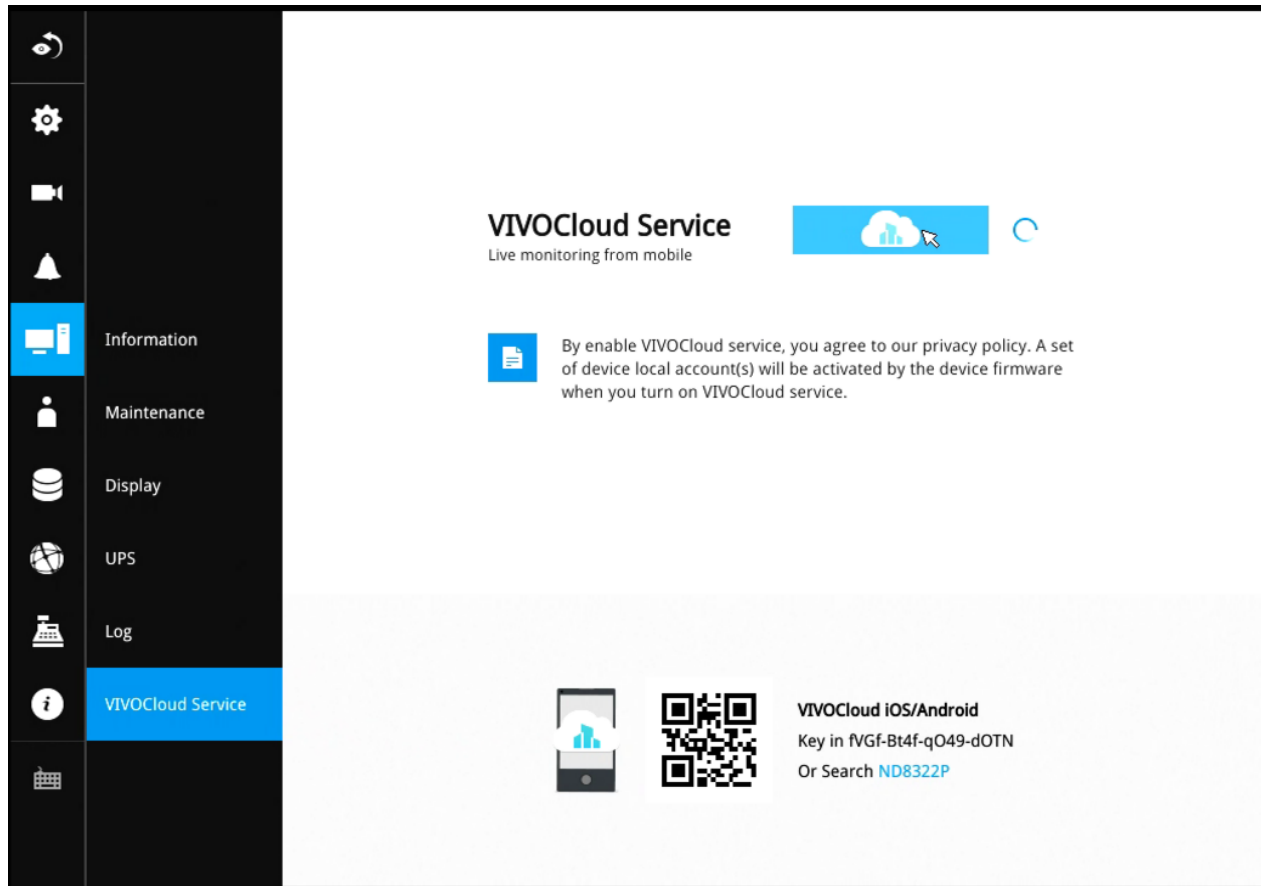 VIVOCloud Service
Live monitoring from mobile
By enable VIVOCloud service, you agree to our privacy policy. A set
of device local account(s) will be activated by the device firmware
when you turn on VIVOCloud service.
Information
Maintenance
Display
UPS
Log
VIVOCloud Service
VIVOCloud iOS/Android
Key in fVGf-Bt4f-qO49-dOTN
Or Search ND8322P